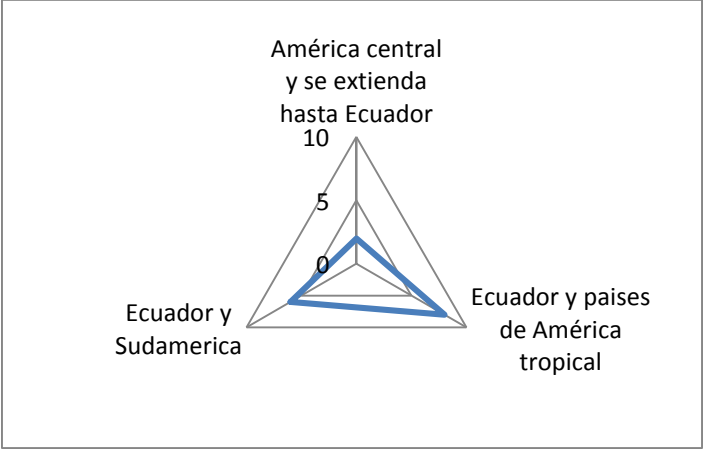 América central
y se extienda
hasta Ecuador
10
5
0
Ecuador y paises
de América
tropical
Ecuador y
Sudamerica